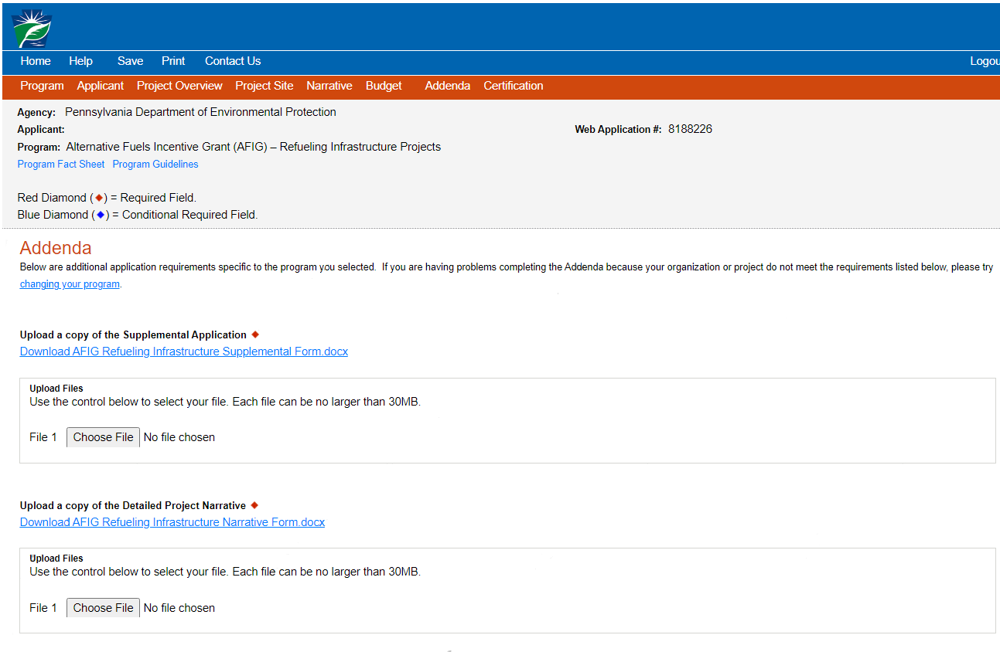 Home Help Save Print Contact Us Logou
Program Applicant Project Overview Project Site Narrative Budget Addenda Certification
Agency: Pennsylvania Department of Environmental Protection
Applicant: Web Application #: 8188226
Program: Alternative Fuels Incentive Grant (AFIG) – Refueling Infrastructure Projects
Program Fact Sheet Program Guidelines
Red Diamond (◆) = Required Field.
Blue Diamond (◆) = Conditional Required Field.
Addenda
Below are additional application requirements specific to the program you selected. If you are having problems completing the Addenda because your organization or project do not meet the requirements listed below, please try
changing your program.
Upload a copy of the Supplemental Application ◆
Download AFIG Refueling Infrastructure Supplemental Form.docx
Upload Files
Use the control below to select your file. Each file can be no larger than 30MB.
File 1 Choose File No file chosen
Upload a copy of the Detailed Project Narrative ◆
Download AFIG Refueling Infrastructure Narrative Form.docx
Upload Files
Use the control below to select your file. Each file can be no larger than 30MB.
File 1 Choose File No file chosen